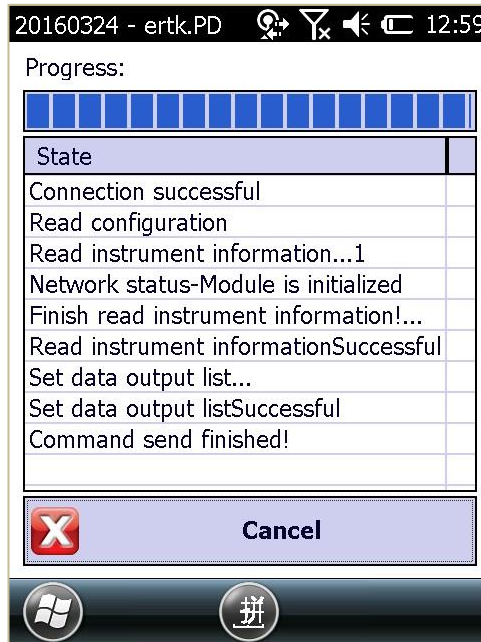 20160324 - ertk.PD 12:59
Progress:
State
Connection successful
Read configuration
Read instrument information...1
Network status-Module is initialized
Finish read instrument information!...
Read instrument informationSuccessful
Set data output list...
Set data output listSuccessful
Command send finished!
Cancel
拼